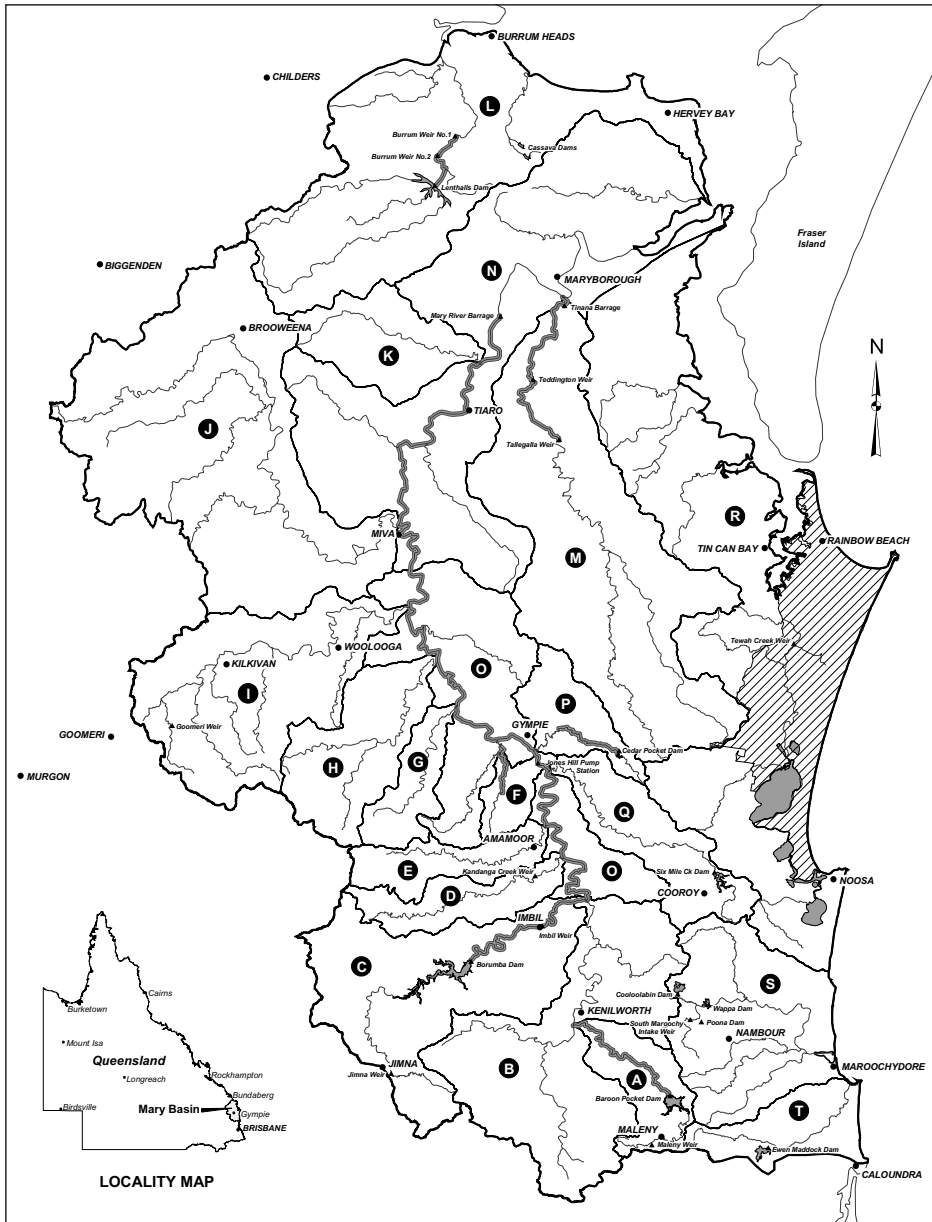 BURRUM HEADS
CHILDERS
L
HERVEY BAY
Burrum Weir No.1
Cassava Dams
Burrum Weir No.2
Lenthalls Dam
Fraser
Island
BIGGENDEN
N
MARYBOROUGH
Tinana Barrage
Mary River Barrage
BROOWEENA
N
K
Teddington Weir
TIARO
J
Tallegalla Weir
R
MIVA
TIN CAN BAY
RAINBOW BEACH
M
Tewah Creek Weir
WOOLOOGA
KILKIVAN
O
I
P
Goomeri Weir
GYMPIE
GOOMERI
Cedar Pocket Dam
H
G
Jones Hill Pump
Station
MURGON
F
Q
AMAMOOR
E
Kandanga Creek Weir
O
Six Mile Ck Dam
NOOSA
D
COOROY
IMBIL
Imbil Weir
C
Borumba Dam
S
Cooloolabin Dam
Wappa Dam
KENILWORTH
South Maroochy
Intake Weir
Poona Dam
NAMBOUR
JIMNA
Jimna Weir
B
MAROOCHYDORE
A
Baroon Pocket Dam
T
MALENY
Maleny Weir
Ewen Maddock Dam
CALOUNDRA
Cairns
Burketown
Mount Isa
Queensland
Longreach
Rockhampton
Bundaberg
Birdsville
Mary Basin
Gympie
BRISBANE
LOCALITY MAP